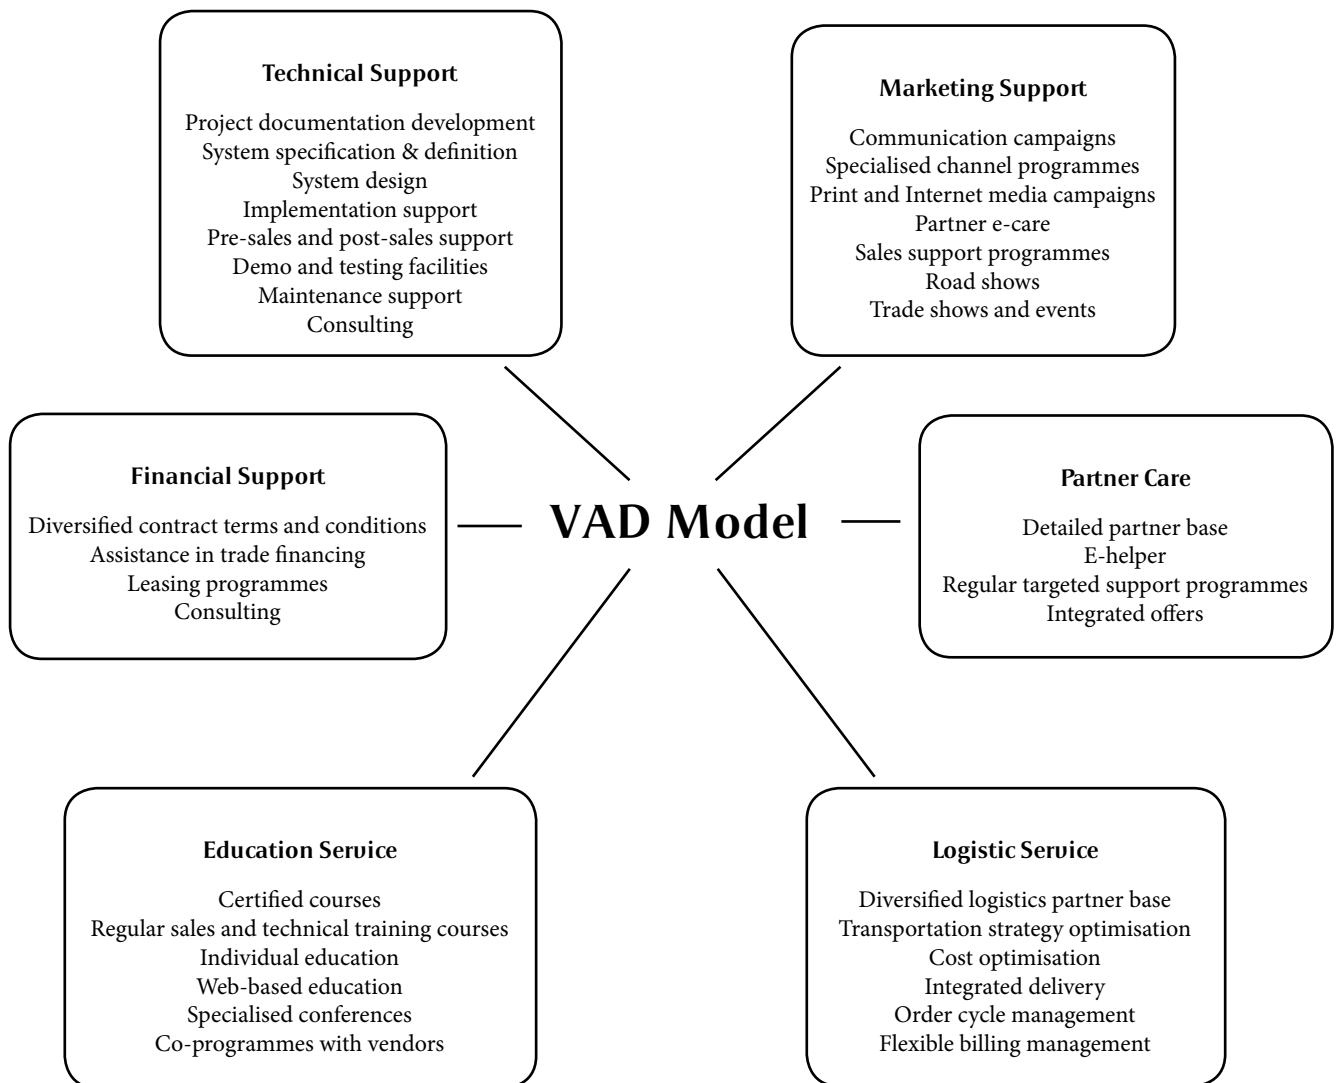 Technical Support
Project documentation development
System specification & definition
System design
Implementation support
Pre-sales and post-sales support
Demo and testing facilities
Maintenance support
Consulting
Marketing Support
Communication campaigns
Specialised channel programmes
Print and Internet media campaigns
Partner e-care
Sales support programmes
Road shows
Trade shows and events
Financial Support
Diversified contract terms and conditions
Assistance in trade financing
Leasing programmes
Consulting
VAD Model
Partner Care
Detailed partner base
E-helper
Regular targeted support programmes
Integrated offers
Education Service
Certified courses
Regular sales and technical training courses
Individual education
Web-based education
Specialised conferences
Co-programmes with vendors
Logistic Service
Diversified logistics partner base
Transportation strategy optimisation
Cost optimisation
Integrated delivery
Order cycle management
Flexible billing management